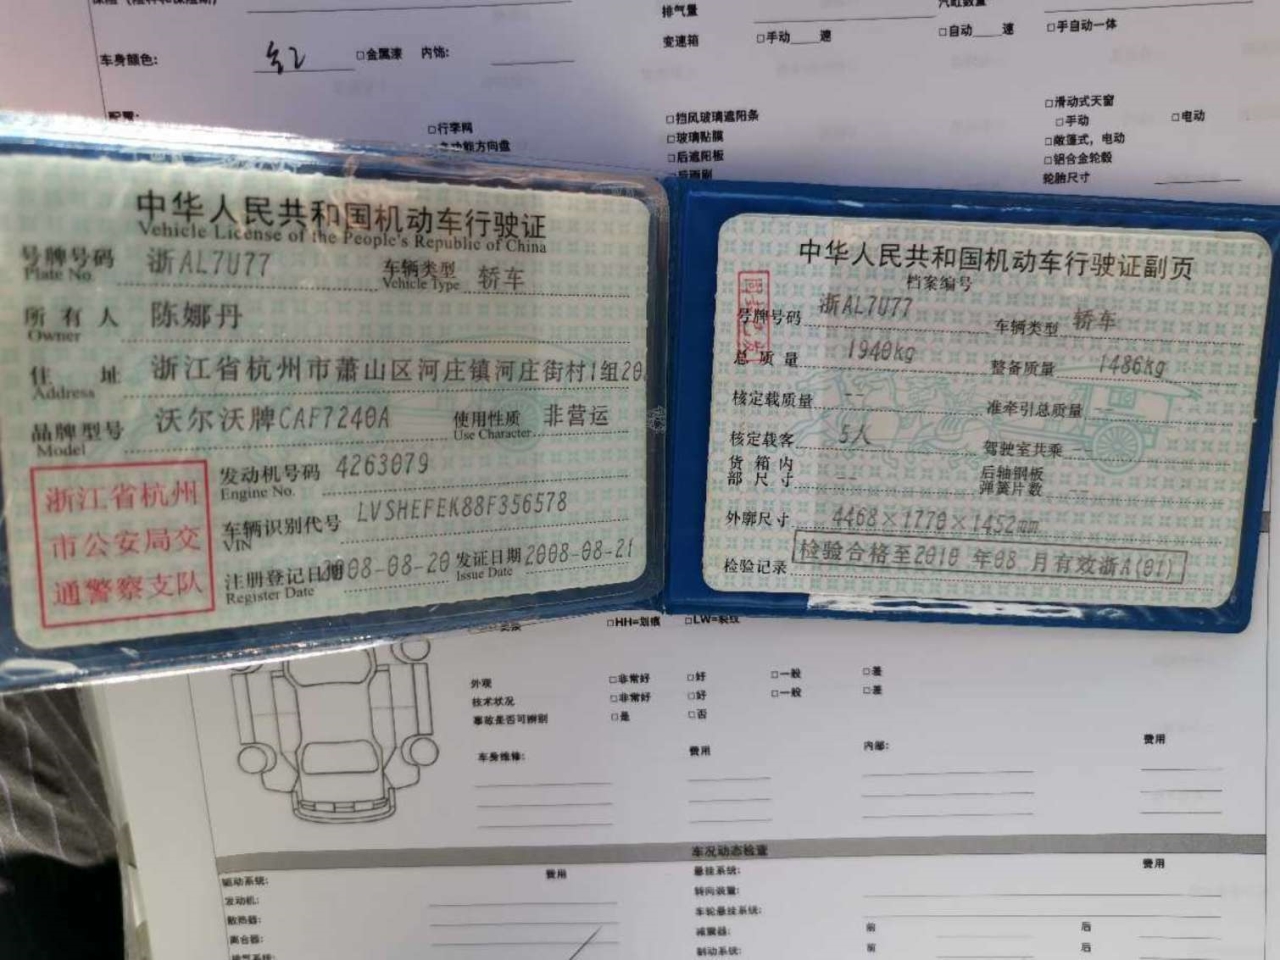 排气量
汽缸数量
车身颜色: 红 □金属漆 内饰:
变速箱 □手动 速 □自动 速 □手自动一体
配置:
□行李网
□挡风玻璃遮阳条
□玻璃贴膜
□后遮阳板
□滑动式天窗
□手动 □电动
□敞篷式，电动
□铝合金轮毂
轮胎尺寸
中华人民共和国机动车行驶证
Vehicle License of the People's Republic of China
号牌号码 浙AL7U77 车辆类型 轿车
Plate No. Vehicle Type
所有人 陈娜丹
Owner
住址 浙江省杭州市萧山区河庄镇河庄街村1组20
Address
品牌型号 沃尔沃牌CAF7240A 使用性质 非营运
Model Use Character
浙江省杭州
市公安局交
通警察支队
发动机号码 4263079
Engine No.
车辆识别代号 LVSHEFEK88F356578
VIN
注册登记日期 2008-08-20 发证日期 2008-08-21
Register Date Issue Date
中华人民共和国机动车行驶证副页
档案编号
号牌号码 浙AL7U77 车辆类型 轿车
总质量 1940kg 整备质量 1486kg
核定载质量 -- 准牵引总质量 --
核定载客 5人 驾驶室共乘 --
货箱内
部尺寸 --
后轴钢板
弹簧片数 --
外廓尺寸 4468×1770×1452mm
检验记录 检验合格至2010 年08 月有效浙A(01)
□HH=划痕 □LW=裂纹
外观 □非常好 □好 □一般 □差
技术状况 □非常好 □好 □一般 □差
事故是否可辨别 □是 □否
车身维修: 费用 内部: 费用
车况动态检查
驱动系统: 费用 悬挂系统: 费用
发动机: 转向装置:
散热器: 车轮悬挂系统:
离合器: 减震器: 前 后
制动系统: 前 后